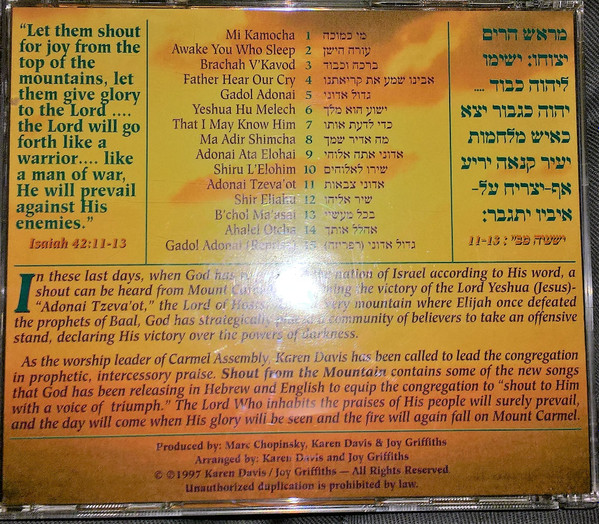 "Let them shout
for joy from the
top of the
mountains, let
them give glory
to the Lord ....
the Lord will go
forth like a
warrior.... like
a man of war,
He will prevail
against His
enemies."
Isaiah 42:11-13
Mi Kamocha 1 מי כמוכה
Awake You Who Sleep 2 עורה הישן
Brachah V'Kavod 3 ברכה וכבוד
Father Hear Our Cry 4 אבינו שמע את קריאתנו
Gadol Adonai 5 גדול אדוני
Yeshua Hu Melech 6 ישוע הוא מלך
That I May Know Him 7 כדי לדעת אותו
Ma Adir Shimcha 8 מה אדיר שמך
Adonai Ata Elohai 9 אדוני אתה אלוהי
Shiru L'Elohim 10 שירו לאלוהים
Adonai Tzeva'ot 11 אדוני צבאות
Shir Eliahu 12 שיר אליהו
B'chol Ma'asai 13 בכל מעשיי
Ahalel Otcha 14 אהלל אותך
Gadol Adonai (Reprise) 15 גדול אדוני (רפריזה)
מראש הרים
יצוחו: ישימו
ליהוה כבוד ....
יהוה כגבור יצא
כאיש מלחמות
יעיר קנאה יריע
אף-יצריח על-
איביו יתגבר:
ישעיה מב': 11-13
In these last days, when God has the nation of Israel according to His word, a
shout can be heard from Mount the victory of the Lord Yeshua (Jesus)-
"Adonai Tzeva'ot," the Lord of Hosts. very mountain where Elijah once defeated
the prophets of Baal, God has strategically placed a community of believers to take an offensive
stand, declaring His victory over the powers of darkness.
As the worship leader of Carmel Assembly, Karen Davis has been called to lead the congregation
in prophetic, intercessory praise. Shout from the Mountain contains some of the new songs
that God has been releasing in Hebrew and English to equip the congregation to "shout to Him
with a voice of triumph." The Lord Who inhabits the praises of His people will surely prevail,
and the day will come when His glory will be seen and the fire will again fall on Mount Carmel.
Produced by: Marc Chopinsky, Karen Davis & Joy Griffiths
Arranged by: Karen Davis and Joy Griffiths
© ℗1997 Karen Davis / Joy Griffiths — All Rights Reserved
Unauthorized duplication is prohibited by law.